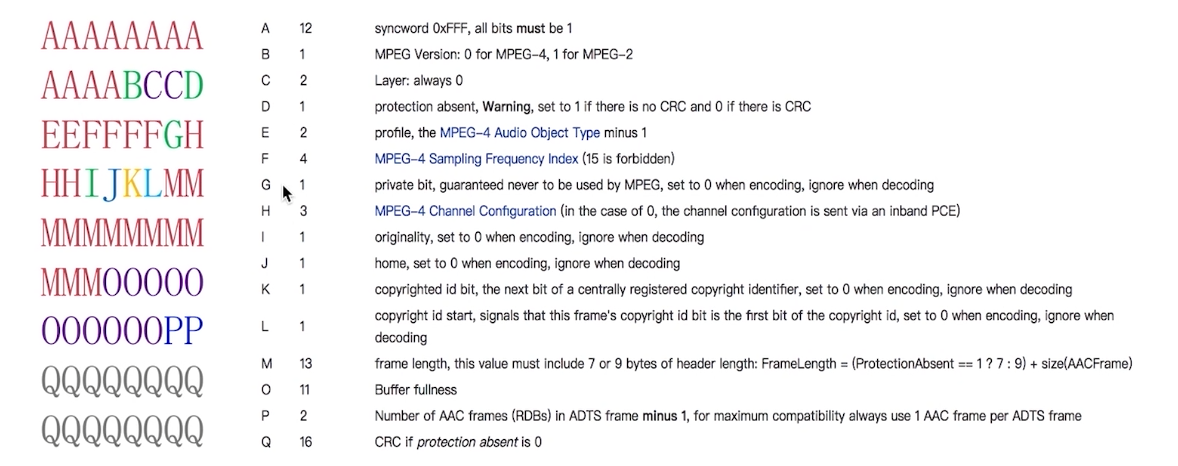 AAAAAAAA
AAAABCCD
EEFFFFGH
HHIJKLMM
MMMMMMMM
MMMOOOOO
OOOOOOPP
QQQQQQQQ
QQQQQQQQ
A 12 syncword 0xFFF, all bits must be 1
B 1 MPEG Version: 0 for MPEG-4, 1 for MPEG-2
C 2 Layer: always 0
D 1 protection absent, Warning, set to 1 if there is no CRC and 0 if there is CRC
E 2 profile, the MPEG-4 Audio Object Type minus 1
F 4 MPEG-4 Sampling Frequency Index (15 is forbidden)
G 1 private bit, guaranteed never to be used by MPEG, set to 0 when encoding, ignore when decoding
H 3 MPEG-4 Channel Configuration (in the case of 0, the channel configuration is sent via an inband PCE)
I 1 originality, set to 0 when encoding, ignore when decoding
J 1 home, set to 0 when encoding, ignore when decoding
K 1 copyrighted id bit, the next bit of a centrally registered copyright identifier, set to 0 when encoding, ignore when decoding
L 1 copyright id start, signals that this frame's copyright id bit is the first bit of the copyright id, set to 0 when encoding, ignore when
decoding
M 13 frame length, this value must include 7 or 9 bytes of header length: FrameLength = (ProtectionAbsent == 1 ? 7 : 9) + size(AACFrame)
O 11 Buffer fullness
P 2 Number of AAC frames (RDBs) in ADTS frame minus 1, for maximum compatibility always use 1 AAC frame per ADTS frame
Q 16 CRC if protection absent is 0